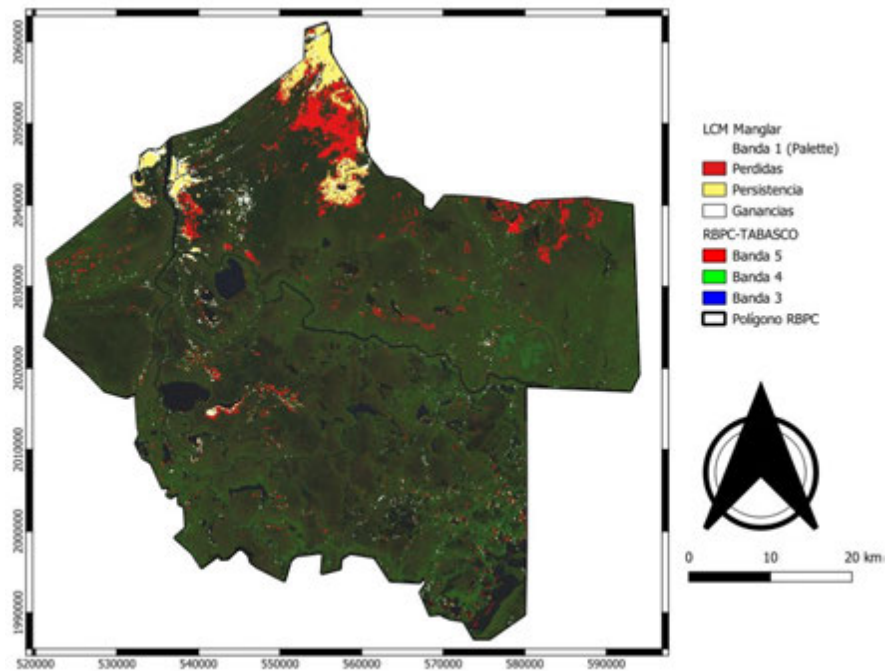 2060000
2050000
2040000
2030000
2020000
2010000
2000000
1990000
520000 530000 540000 550000 560000 570000 580000 590000
LCM Manglar
Banda 1 (Palette)
Perdidas
Persistencia
Ganancias
RBPC-TABASCO
Banda 5
Banda 4
Banda 3
Polígono RBPC
0 10 20 km